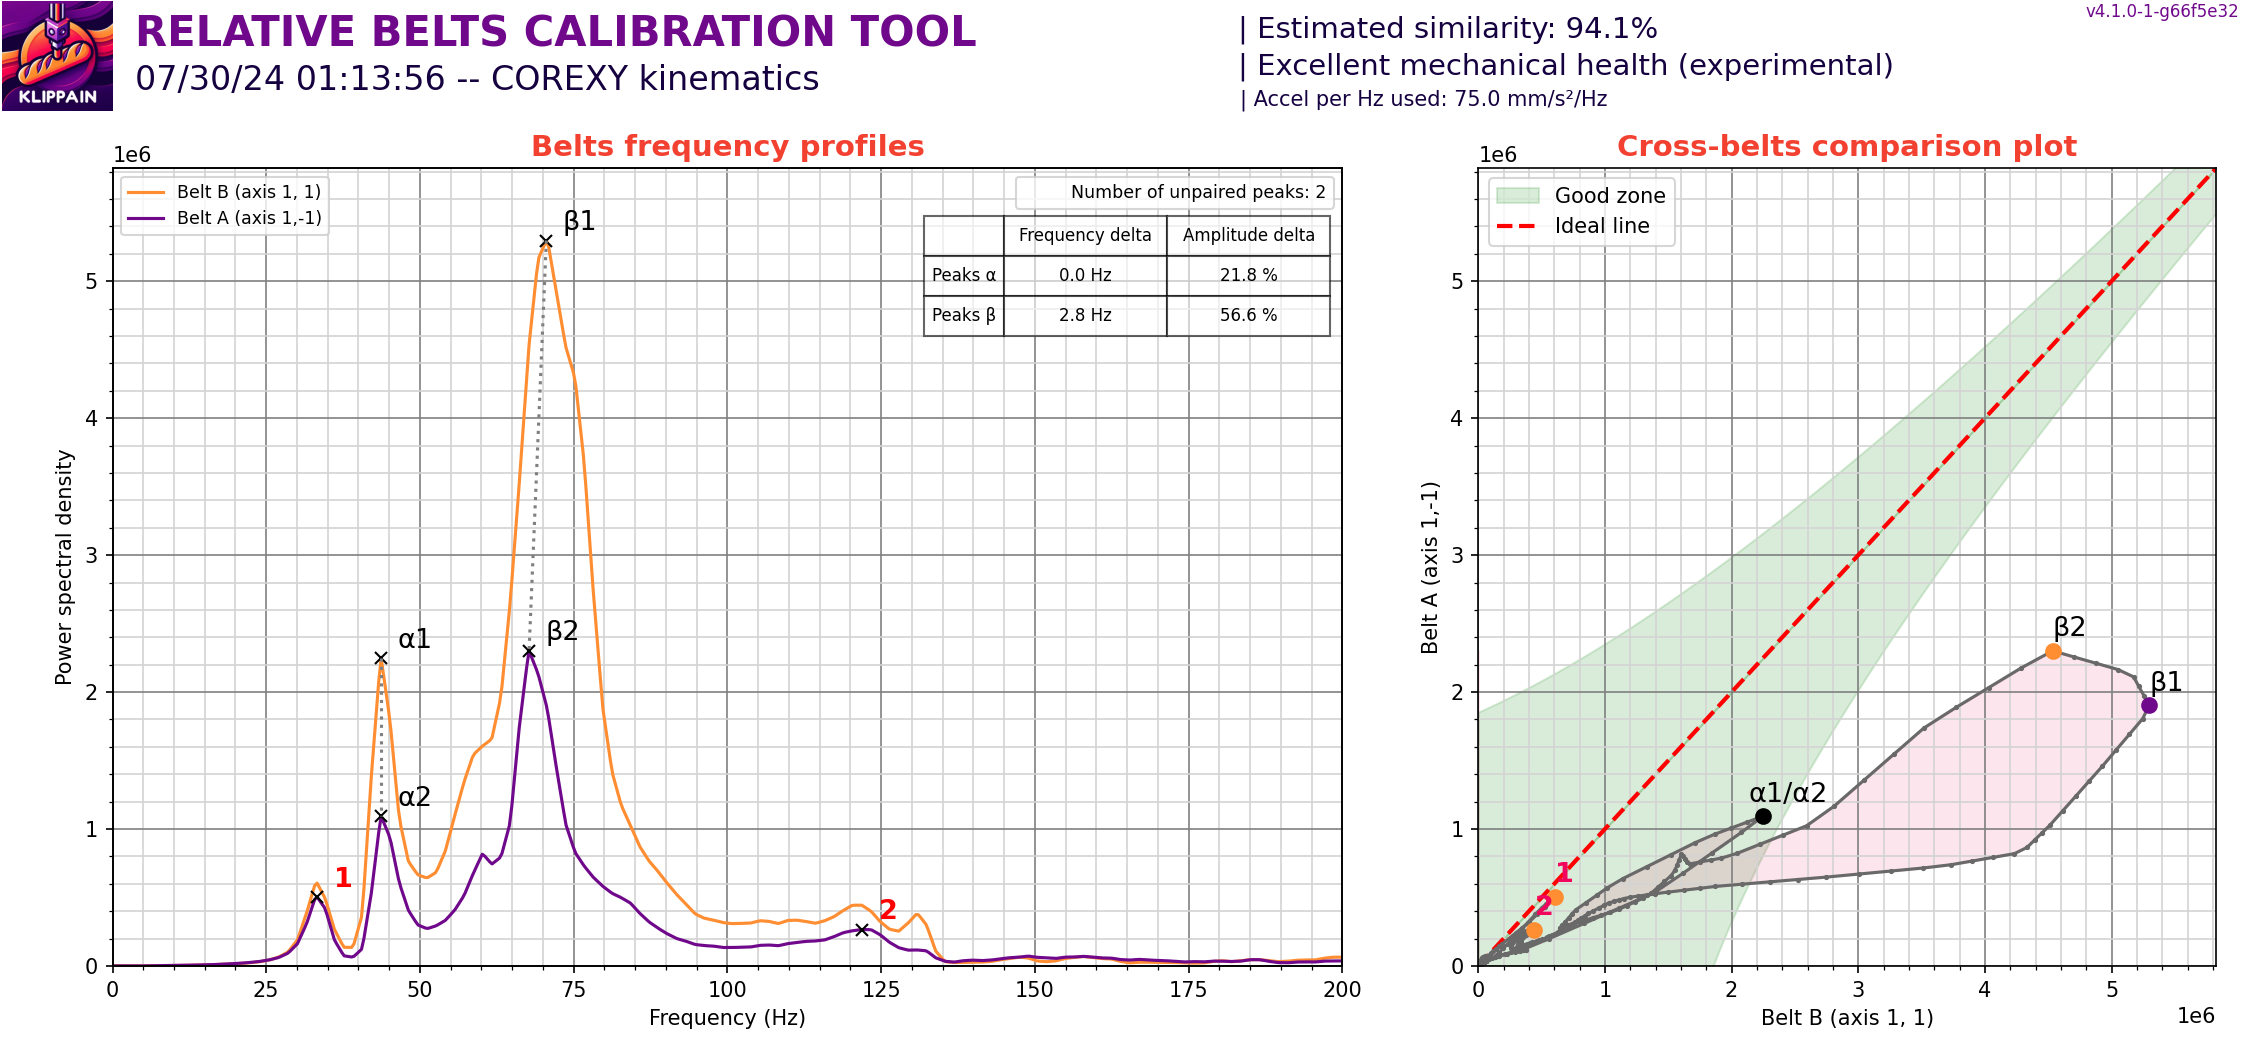 KLIPPAIN
RELATIVE BELTS CALIBRATION TOOL
07/30/24 01:13:56 -- COREXY kinematics
| Estimated similarity: 94.1%
| Excellent mechanical health (experimental)
| Accel per Hz used: 75.0 mm/s²/Hz
v4.1.0-1-g66f5e32
Belts frequency profiles
1e6
Belt B (axis 1, 1)
Belt A (axis 1,-1)
Number of unpaired peaks: 2
Frequency delta Amplitude delta
Peaks α 0.0 Hz 21.8 %
Peaks β 2.8 Hz 56.6 %
β1
β2
α1
α2
1
2
5
4
3
2
1
0
Power spectral density
0 25 50 75 100 125 150 175 200
Frequency (Hz)
Cross-belts comparison plot
1e6
Good zone
Ideal line
β2
β1
α1/α2
1
2
5
4
3
2
1
0
Belt A (axis 1,-1)
0 1 2 3 4 5
Belt B (axis 1, 1)
1e6